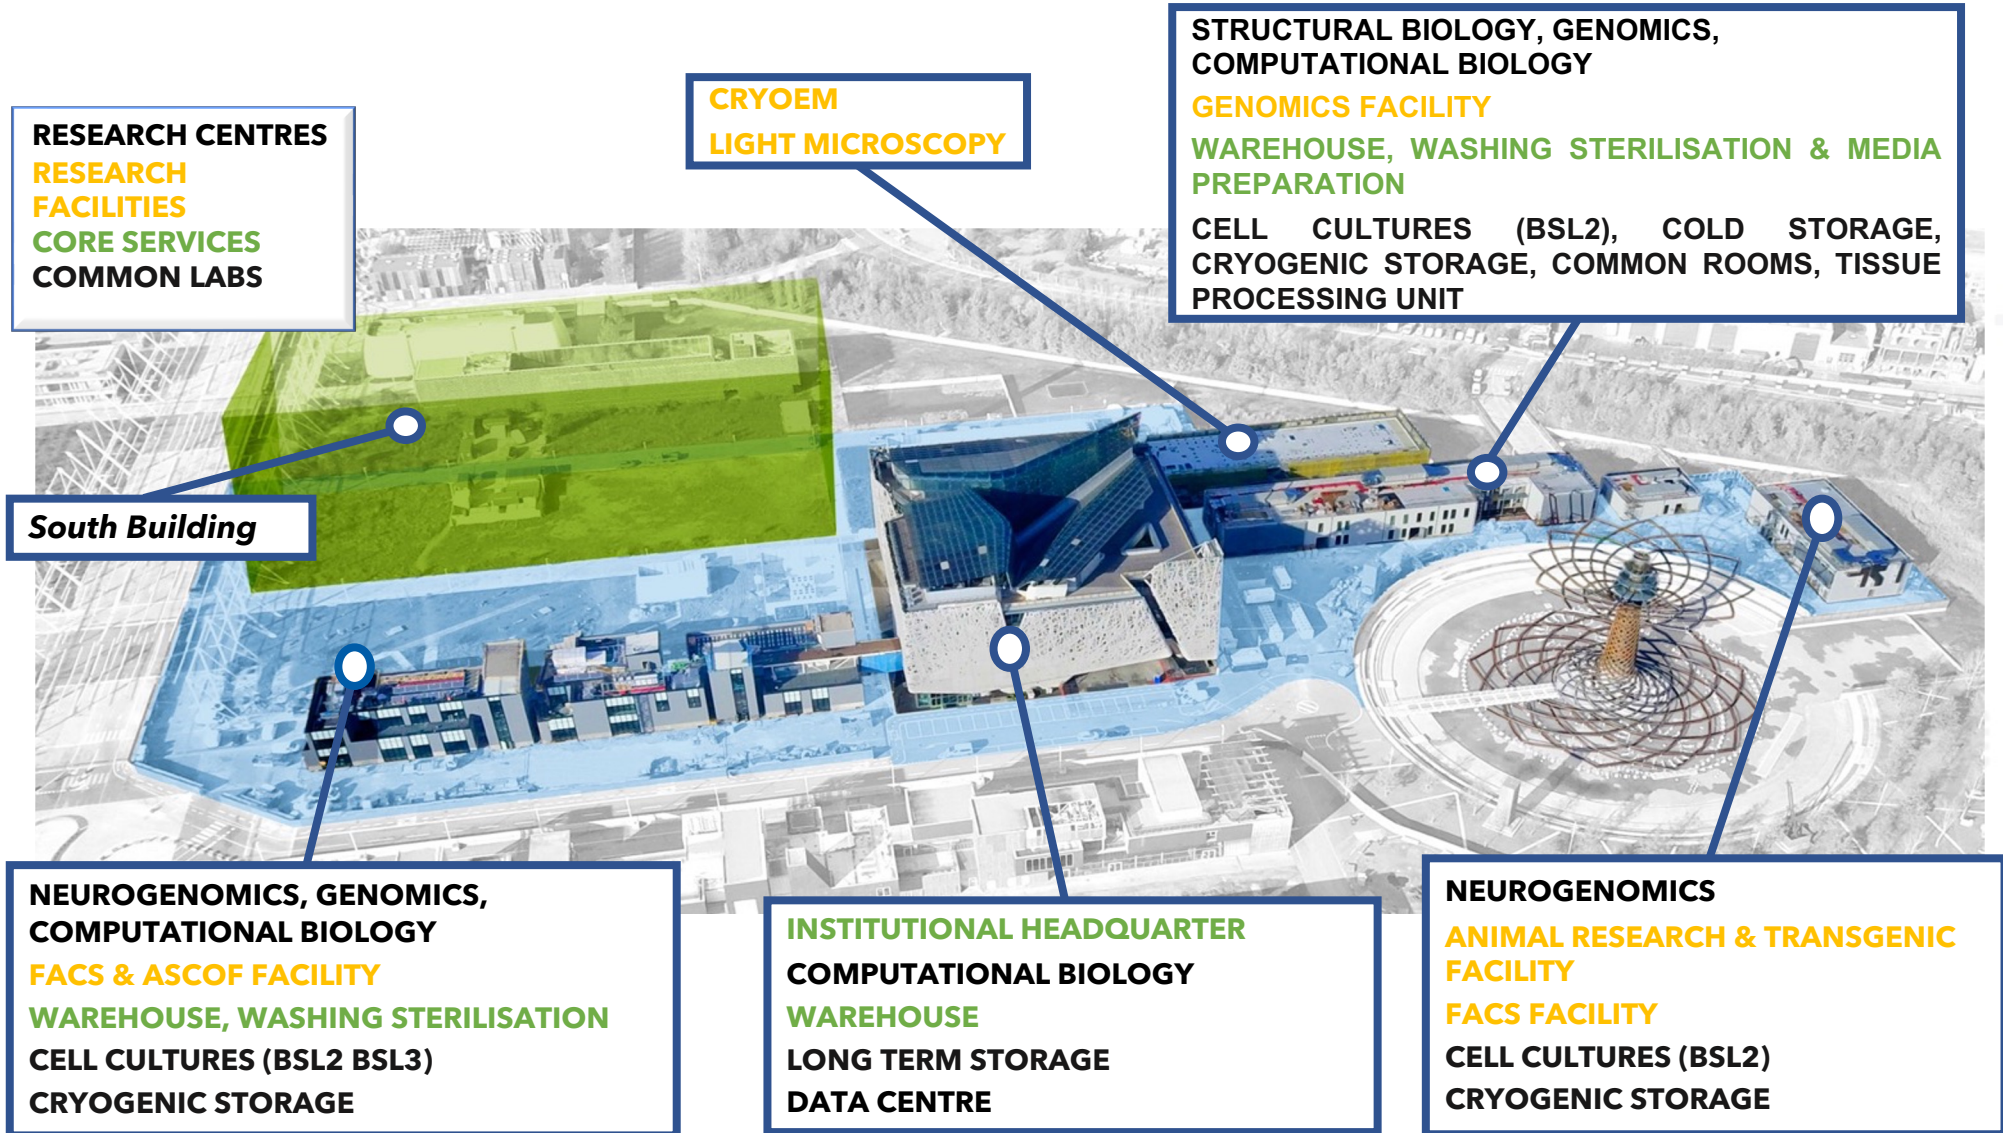 RESEARCH CENTRES
RESEARCH
FACILITIES
CORE SERVICES
COMMON LABS
CRYOEM
LIGHT MICROSCOPY
STRUCTURAL BIOLOGY, GENOMICS,
COMPUTATIONAL BIOLOGY
GENOMICS FACILITY
WAREHOUSE, WASHING STERILISATION & MEDIA
PREPARATION
CELL CULTURES (BSL2), COLD STORAGE,
CRYOGENIC STORAGE, COMMON ROOMS, TISSUE
PROCESSING UNIT
South Building
NEUROGENOMICS, GENOMICS,
COMPUTATIONAL BIOLOGY
FACS & ASCOF FACILITY
WAREHOUSE, WASHING STERILISATION
CELL CULTURES (BSL2 BSL3)
CRYOGENIC STORAGE
INSTITUTIONAL HEADQUARTER
COMPUTATIONAL BIOLOGY
WAREHOUSE
LONG TERM STORAGE
DATA CENTRE
NEUROGENOMICS
ANIMAL RESEARCH & TRANSGENIC
FACILITY
FACS FACILITY
CELL CULTURES (BSL2)
CRYOGENIC STORAGE